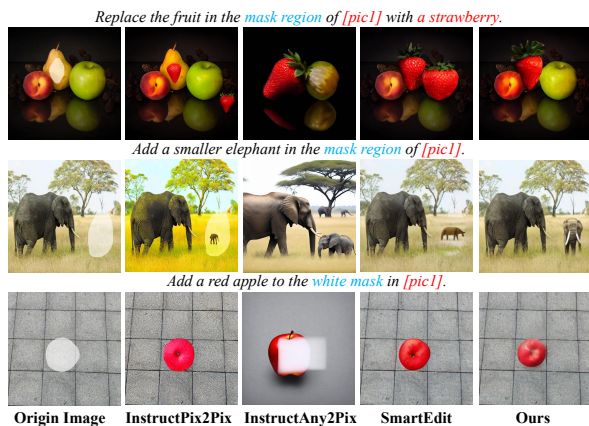 Replace the fruit in the mask region of [pic1] with a strawberry.
Add a smaller elephant in the mask region of [pic1].
Add a red apple to the white mask in [pic1].
Origin Image InstructPix2Pix InstructAny2Pix SmartEdit Ours